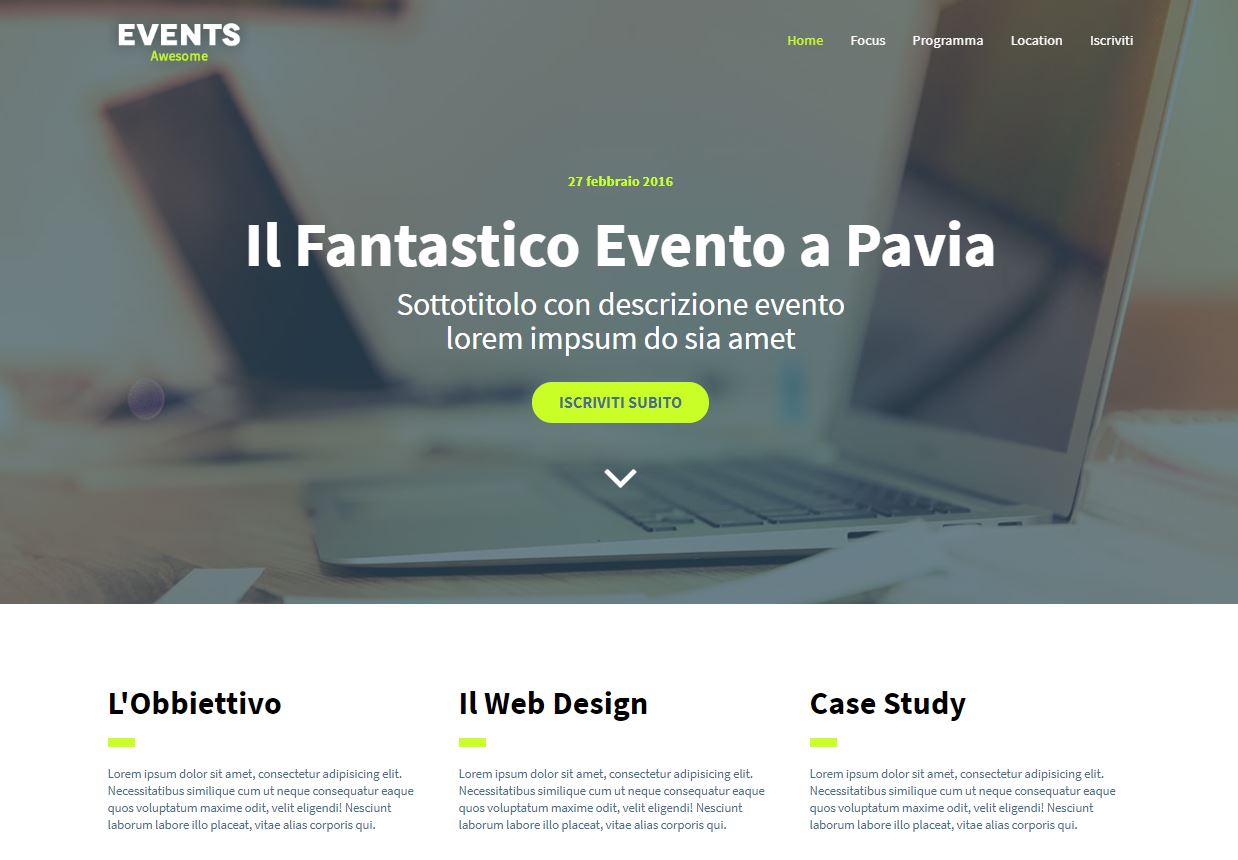 EVENTS
Awesome
Home Focus Programma Location Iscriviti
27 febbraio 2016
Il Fantastico Evento a Pavia
Sottotitolo con descrizione evento
lorem impsum do sia amet
ISCRIVITI SUBITO
L'Obbiettivo
Lorem ipsum dolor sit amet, consectetur adipisicing elit.
Necessitatibus similique cum ut neque consequatur eaque
quos voluptatum maxime odit, velit eligendi! Nesciunt
laborum labore illo placeat, vitae alias corporis qui.
Il Web Design
Lorem ipsum dolor sit amet, consectetur adipisicing elit.
Necessitatibus similique cum ut neque consequatur eaque
quos voluptatum maxime odit, velit eligendi! Nesciunt
laborum labore illo placeat, vitae alias corporis qui.
Case Study
Lorem ipsum dolor sit amet, consectetur adipisicing elit.
Necessitatibus similique cum ut neque consequatur eaque
quos voluptatum maxime odit, velit eligendi! Nesciunt
laborum labore illo placeat, vitae alias corporis qui.